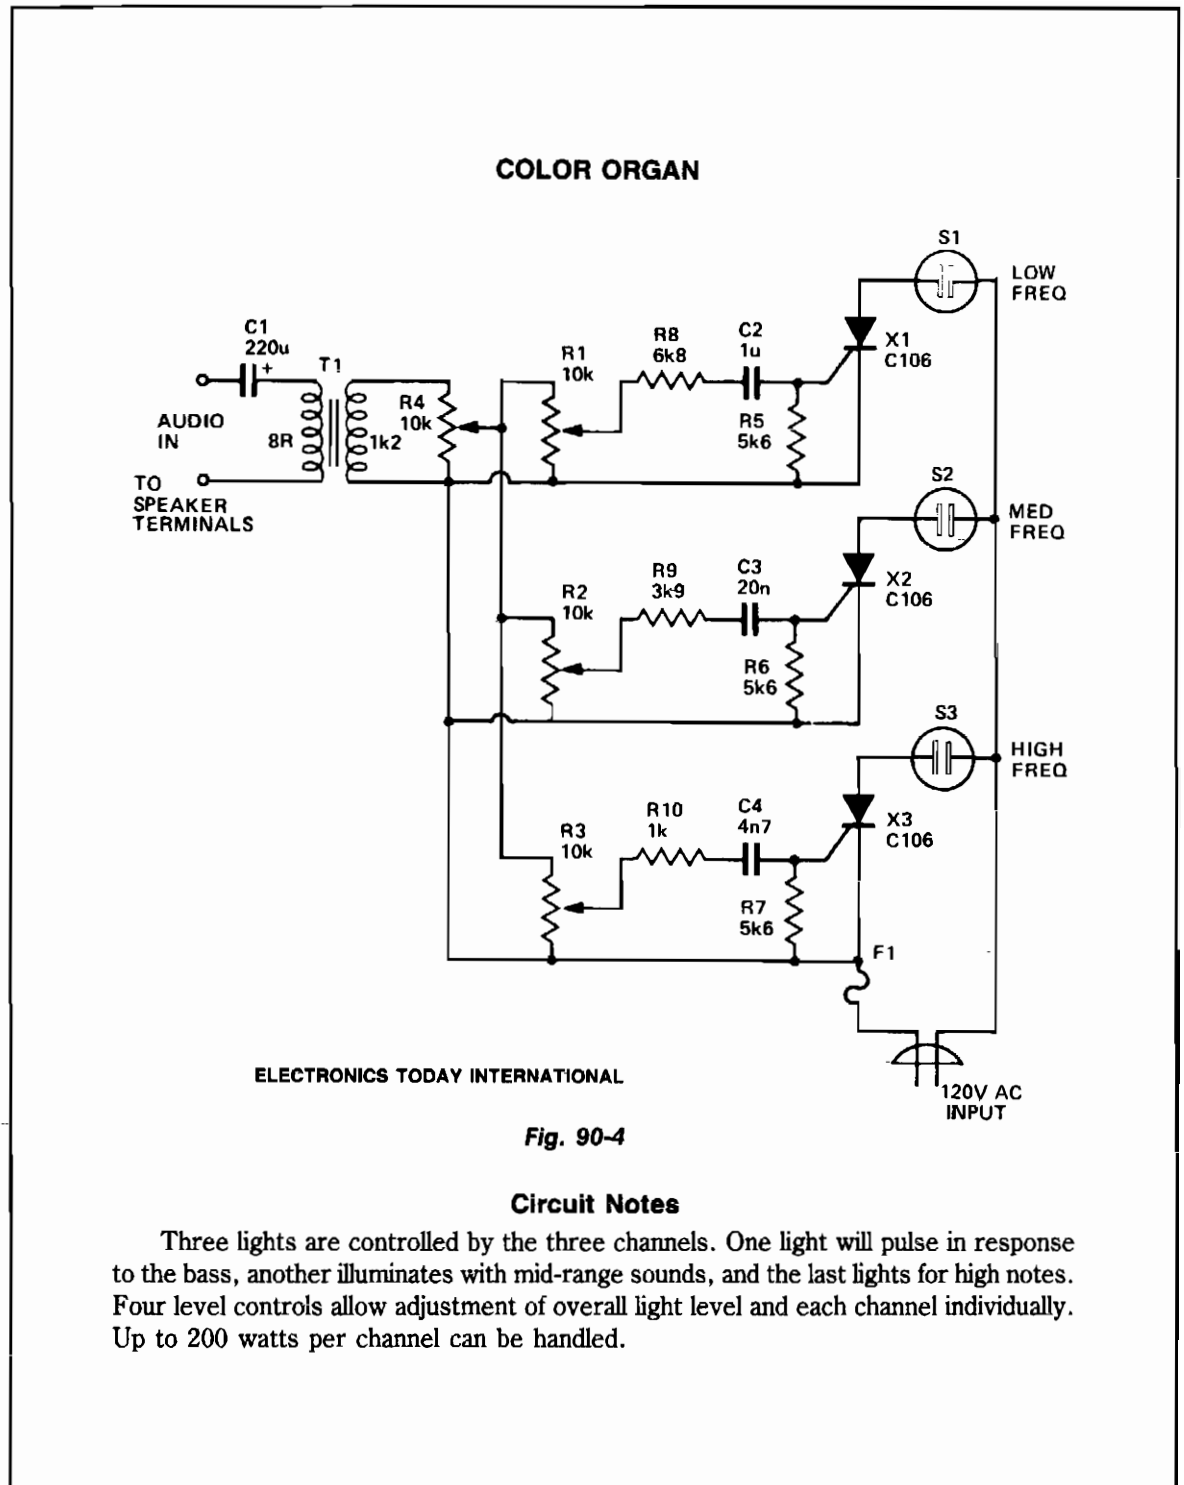 COLOR ORGAN
S1
LOW
FREQ
C1
220u
+
T1
R8
6k8
C2
1u
X1
C106
R1
10k
R4
10k
AUDIO
IN
8R
1k2
R5
5k6
TO
SPEAKER
TERMINALS
S2
MED
FREQ
R9
3k9
C3
20n
X2
C106
R2
10k
R6
5k6
S3
HIGH
FREQ
R10
1k
C4
4n7
X3
C106
R3
10k
R7
5k6
F1
ELECTRONICS TODAY INTERNATIONAL
120V AC
INPUT
Fig. 90-4
Circuit Notes
Three lights are controlled by the three channels. One light will pulse in response
to the bass, another illuminates with mid-range sounds, and the last lights for high notes.
Four level controls allow adjustment of overall light level and each channel individually.
Up to 200 watts per channel can be handled.